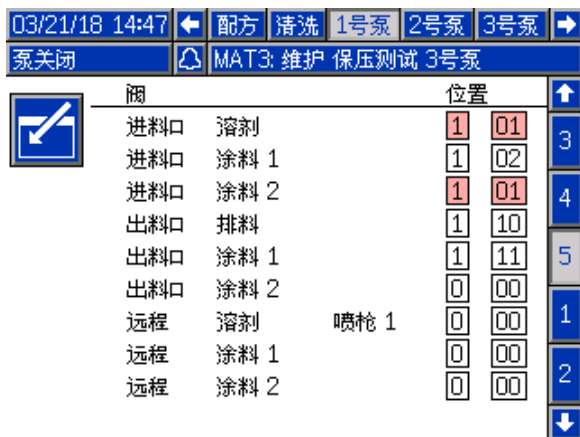 03/21/18 14:47 配方 清洗 1号泵 2号泵 3号泵
泵关闭 MAT3: 维护 保压测试 3号泵
阀 位置
进料口 溶剂 1 01
进料口 涂料 1 1 02
进料口 涂料 2 1 01
出料口 排料 1 10
出料口 涂料 1 1 11
出料口 涂料 2 0 00
远程 溶剂 喷枪 1 0 00
远程 涂料 1 0 00
远程 涂料 2 0 00
3
4
5
1
2